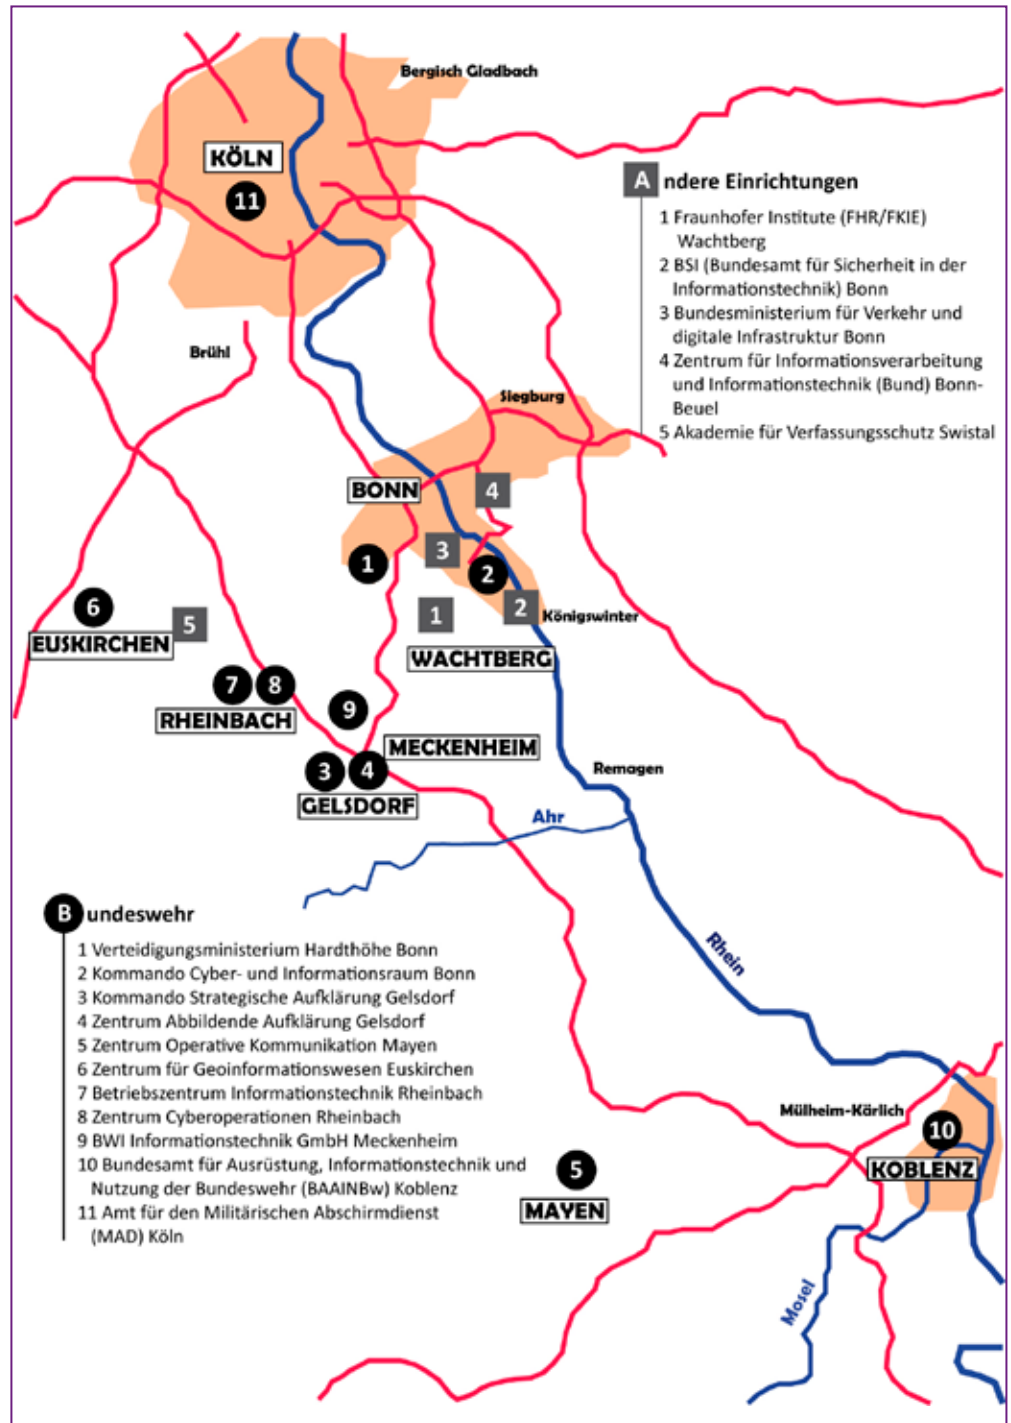 Bergisch Gladbach
KÖLN
11
A ndere Einrichtungen
1 Fraunhofer Institute (FHR/FKIE)
Wachtberg
2 BSI (Bundesamt für Sicherheit in der
Informationstechnik) Bonn
3 Bundesministerium für Verkehr und
digitale Infrastruktur Bonn
4 Zentrum für Informationsverarbeitung
und Informationstechnik (Bund) Bonn-
Beuel
5 Akademie für Verfassungsschutz Swistal
Brühl
Siegburg
BONN
4
3
1
2
6
5
1
2
Königswinter
EUSKIRCHEN
WACHTBERG
7
8
9
RHEINBACH
MECKENHEIM
3
4
GELSDORF
Remagen
Ahr
B undeswehr
1 Verteidigungsministerium Hardthöhe Bonn
2 Kommando Cyber- und Informationsraum Bonn
3 Kommando Strategische Aufklärung Gelsdorf
4 Zentrum Abbildende Aufklärung Gelsdorf
5 Zentrum Operative Kommunikation Mayen
6 Zentrum für Geoinformationswesen Euskirchen
7 Betriebszentrum Informationstechnik Rheinbach
8 Zentrum Cyberoperationen Rheinbach
9 BWI Informationstechnik GmbH Meckenheim
10 Bundesamt für Ausrüstung, Informationstechnik und
Nutzung der Bundeswehr (BAAINBw) Koblenz
11 Amt für den Militärischen Abschirmdienst
(MAD) Köln
Rhein
Mülheim-Kärlich
10
KOBLENZ
5
MAYEN
Mosel